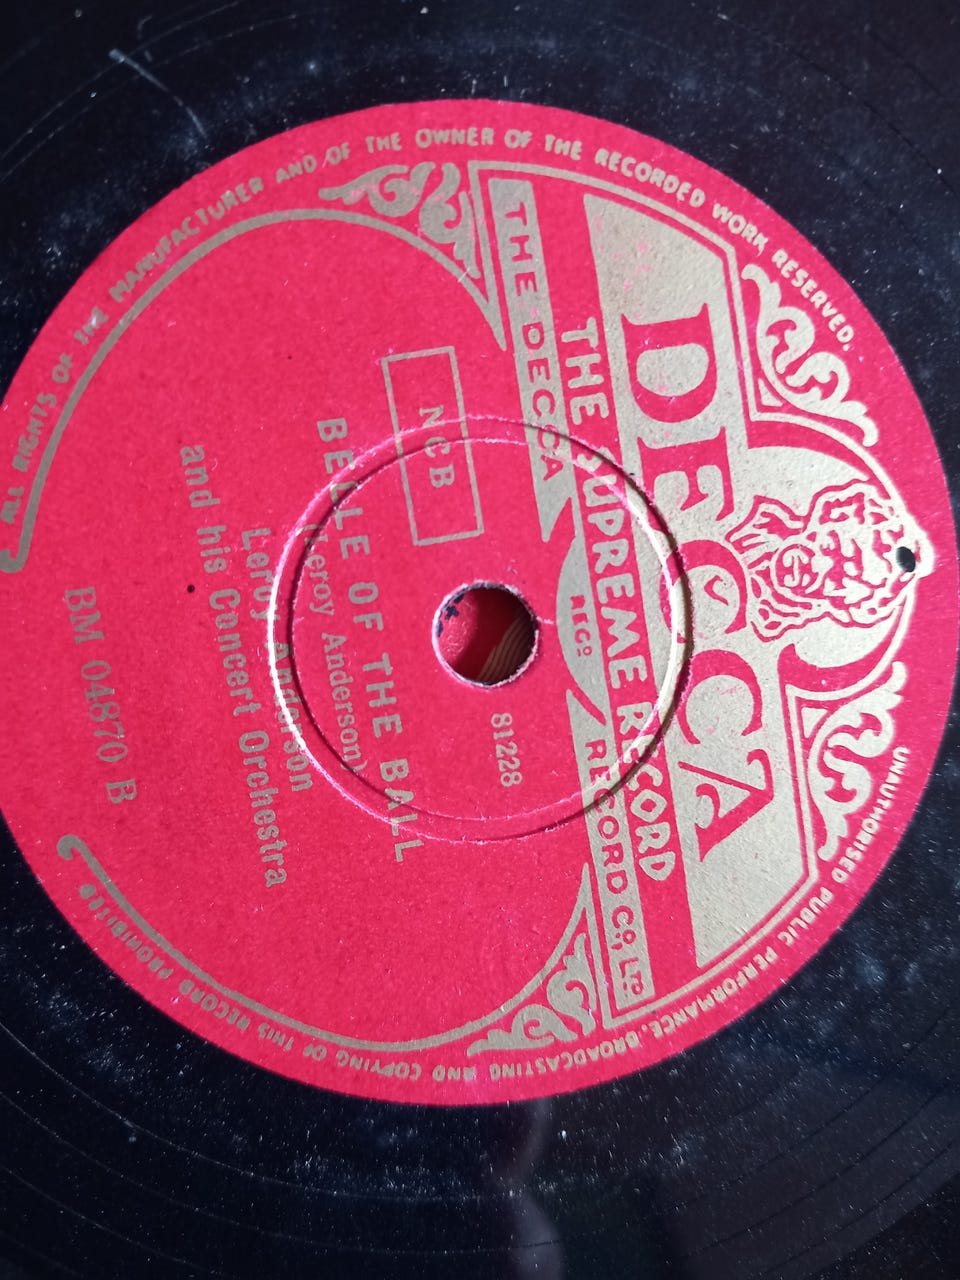 ALL RIGHTS OF THE MANUFACTURER AND OF THE OWNER OF THE RECORDED WORK RESERVED.
UNAUTHORISED PUBLIC PERFORMANCE, BROADCASTING AND COPYING OF THIS RECORD PROHIBITED
DECCA
THE SUPREME RECORD
THE DECCA RECORD CO., LTD
REGD
81228
NCB
BELLE OF THE BALL
(Leroy Anderson)
Leroy Anderson
and his Concert Orchestra
BM 04870 B